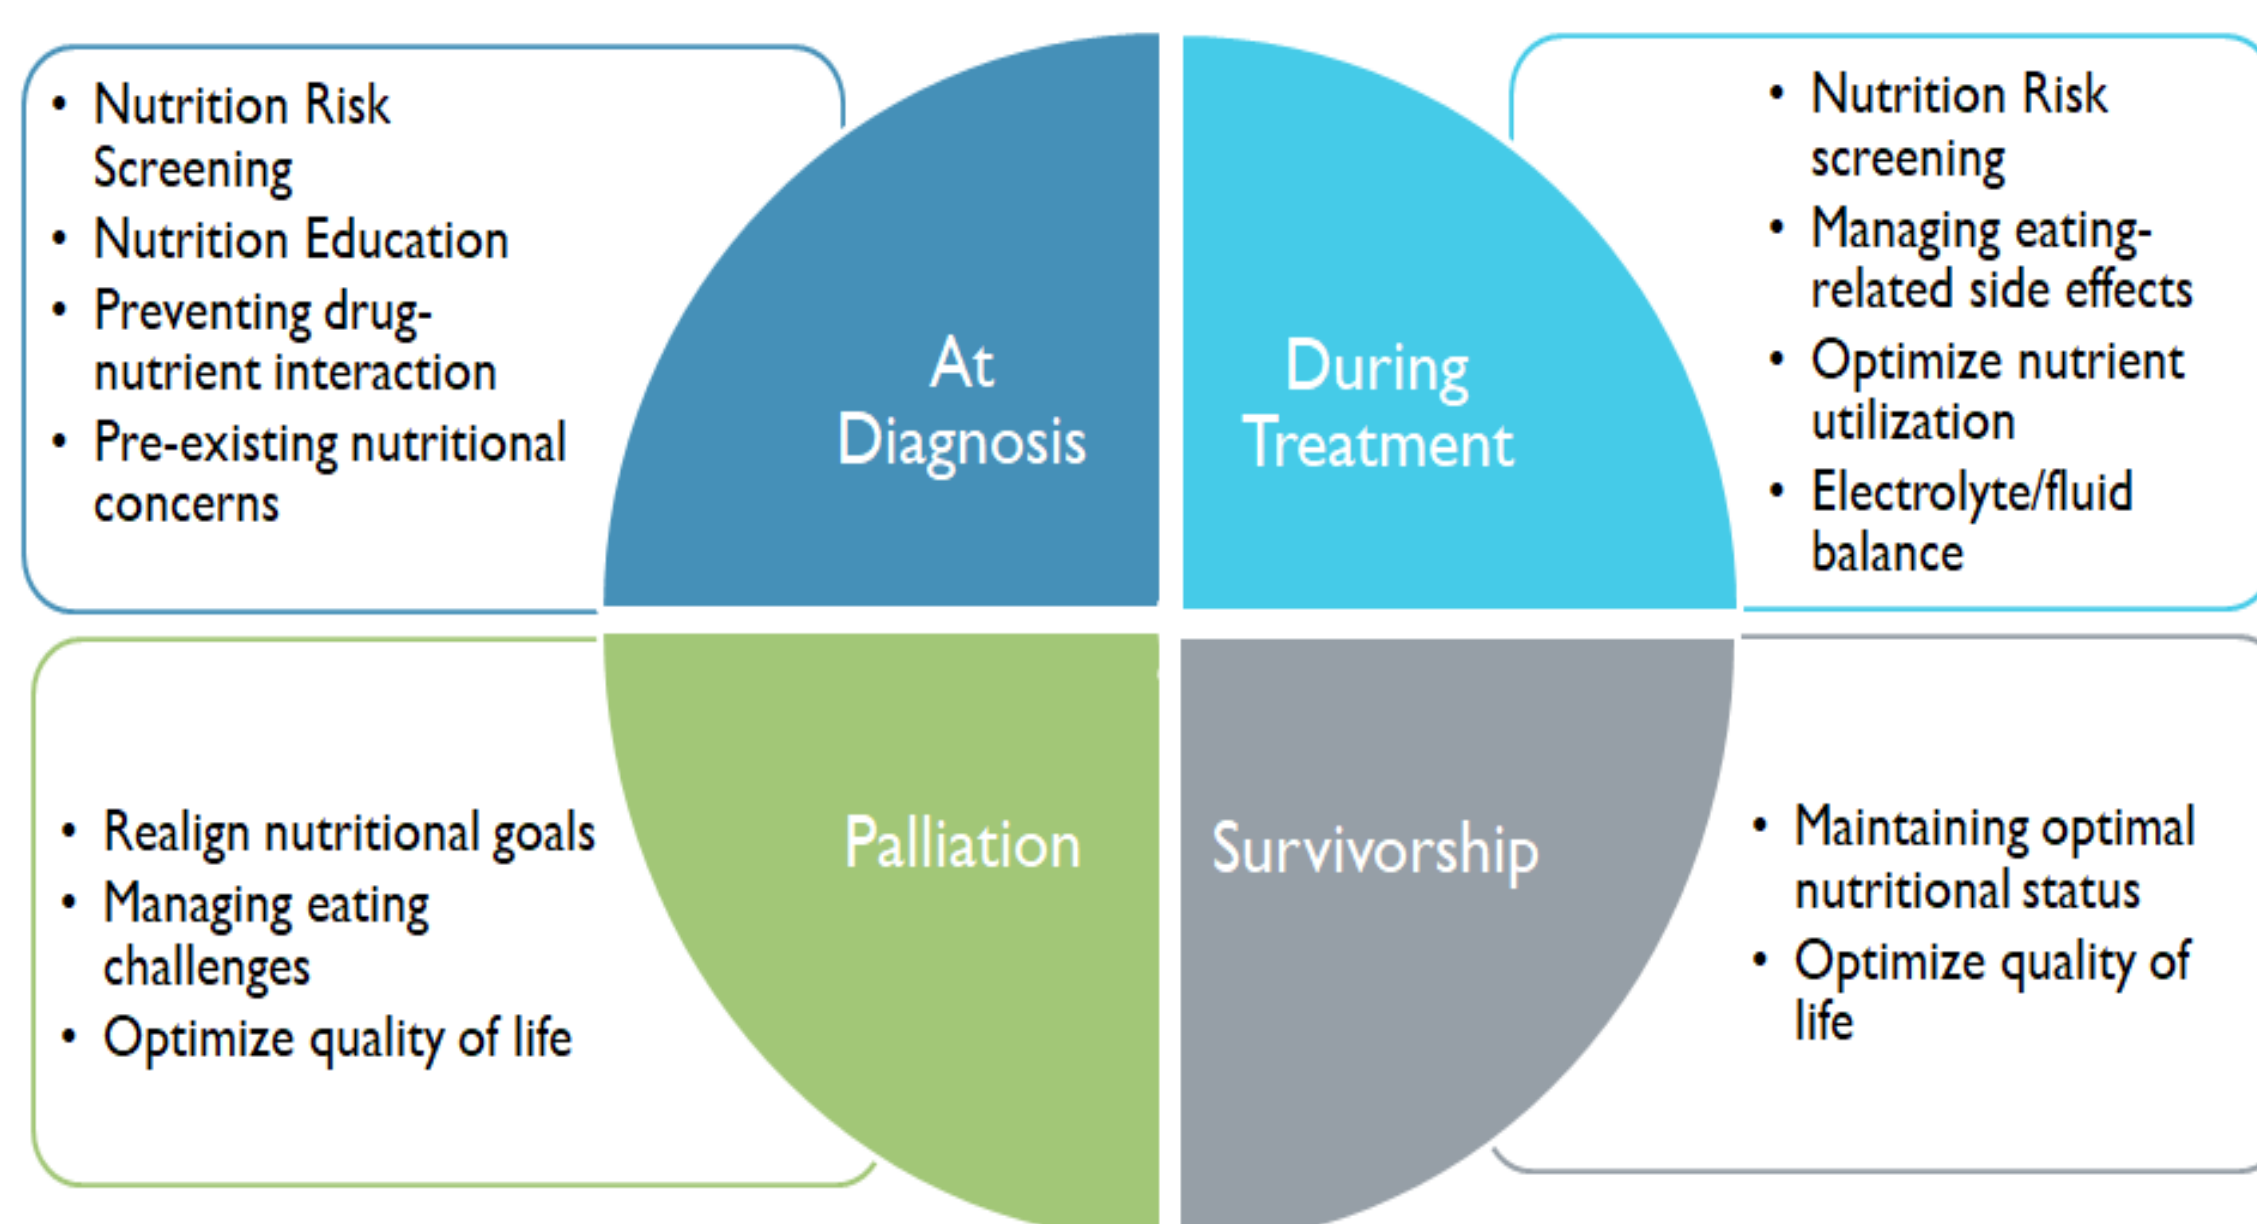 • Nutrition Risk
Screening
• Nutrition Education
• Preventing drug-
nutrient interaction
• Pre-existing nutritional
concerns
At
Diagnosis
During
Treatment
• Nutrition Risk
screening
• Managing eating-
related side effects
• Optimize nutrient
utilization
• Electrolyte/fluid
balance
• Realign nutritional goals
• Managing eating
challenges
• Optimize quality of life
Palliation
Survivorship
• Maintaining optimal
nutritional status
• Optimize quality of
life